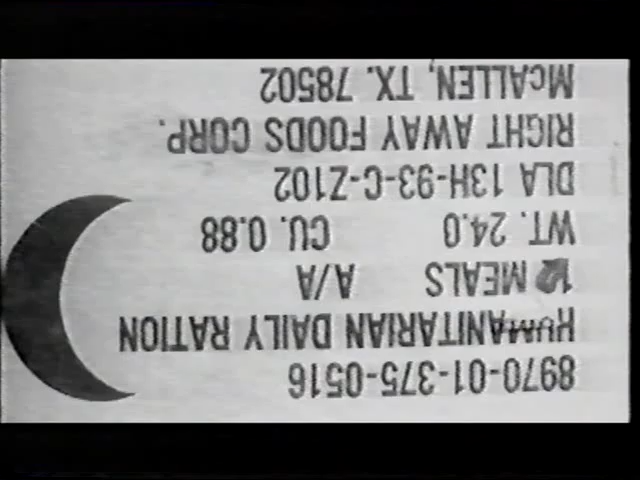 8970-01-375-0516
HUMANITARIAN DAILY RATION
12 MEALS A/A
WT. 24.0 CU. 0.88
DLA 13H-93-C-Z102
RIGHT AWAY FOODS CORP.
McALLEN, TX. 78502